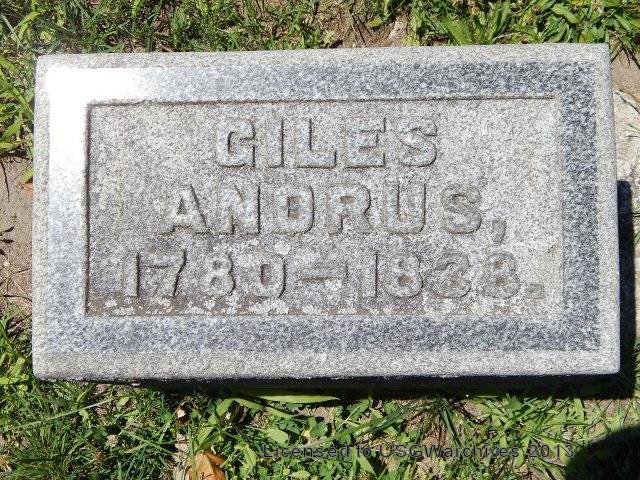 GILES
ANDRUS,
1780–1838.
Licensed to USGWarchives 2013